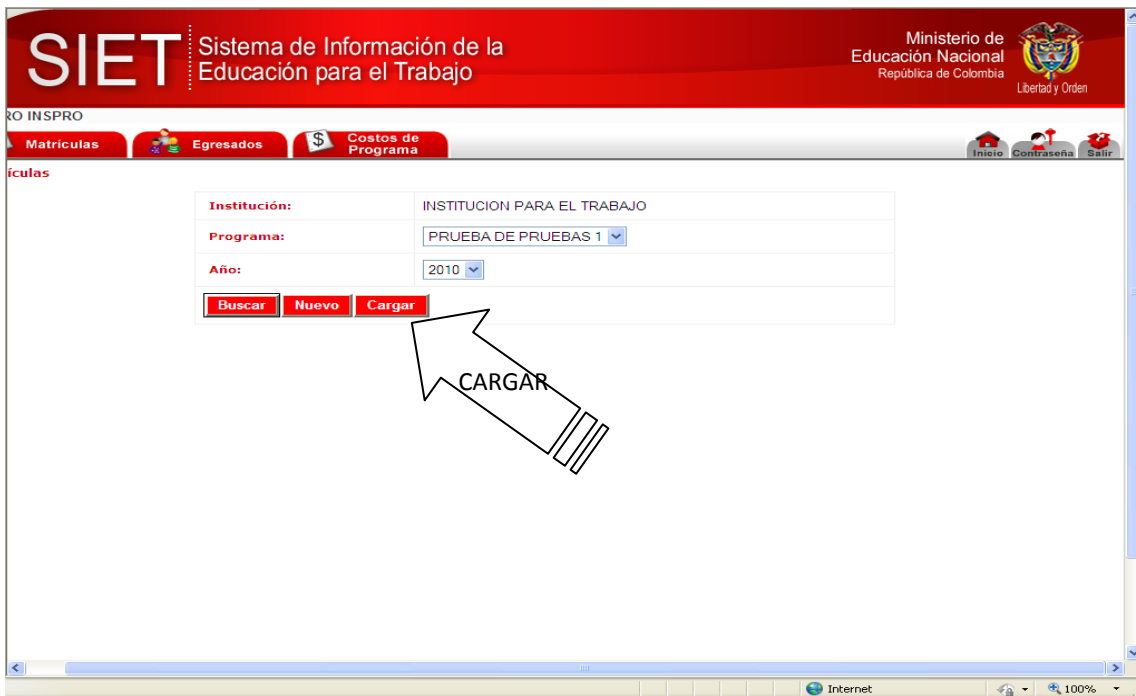 SIET
Sistema de Información de la
Educación para el Trabajo
Ministerio de
Educación Nacional
República de Colombia
Libertad y Orden
RO INSPRO
Matrículas
Egresados
$
Costos de
Programa
Inicio
Contraseña
Salir
ículas
Institución: INSTITUCION PARA EL TRABAJO
Programa: PRUEBA DE PRUEBAS 1
Año: 2010
Buscar Nuevo Cargar
CARGAR
Internet 100%